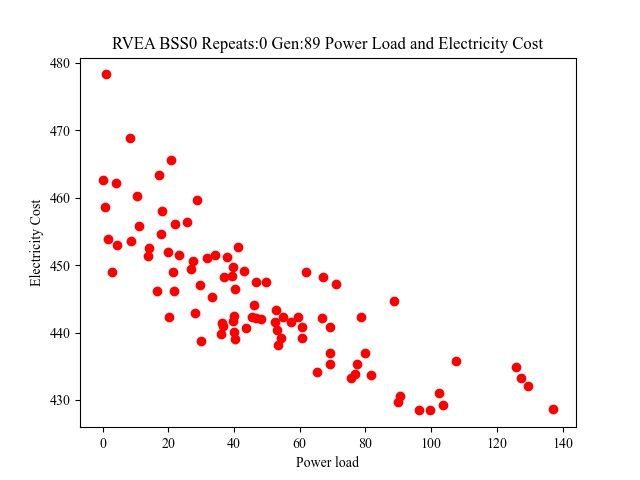 RVEA BSS0 Repeats:0 Gen:89 Power Load and Electricity Cost
480
470
460
450
440
430
Electricity Cost
0 20 40 60 80 100 120 140
Power load